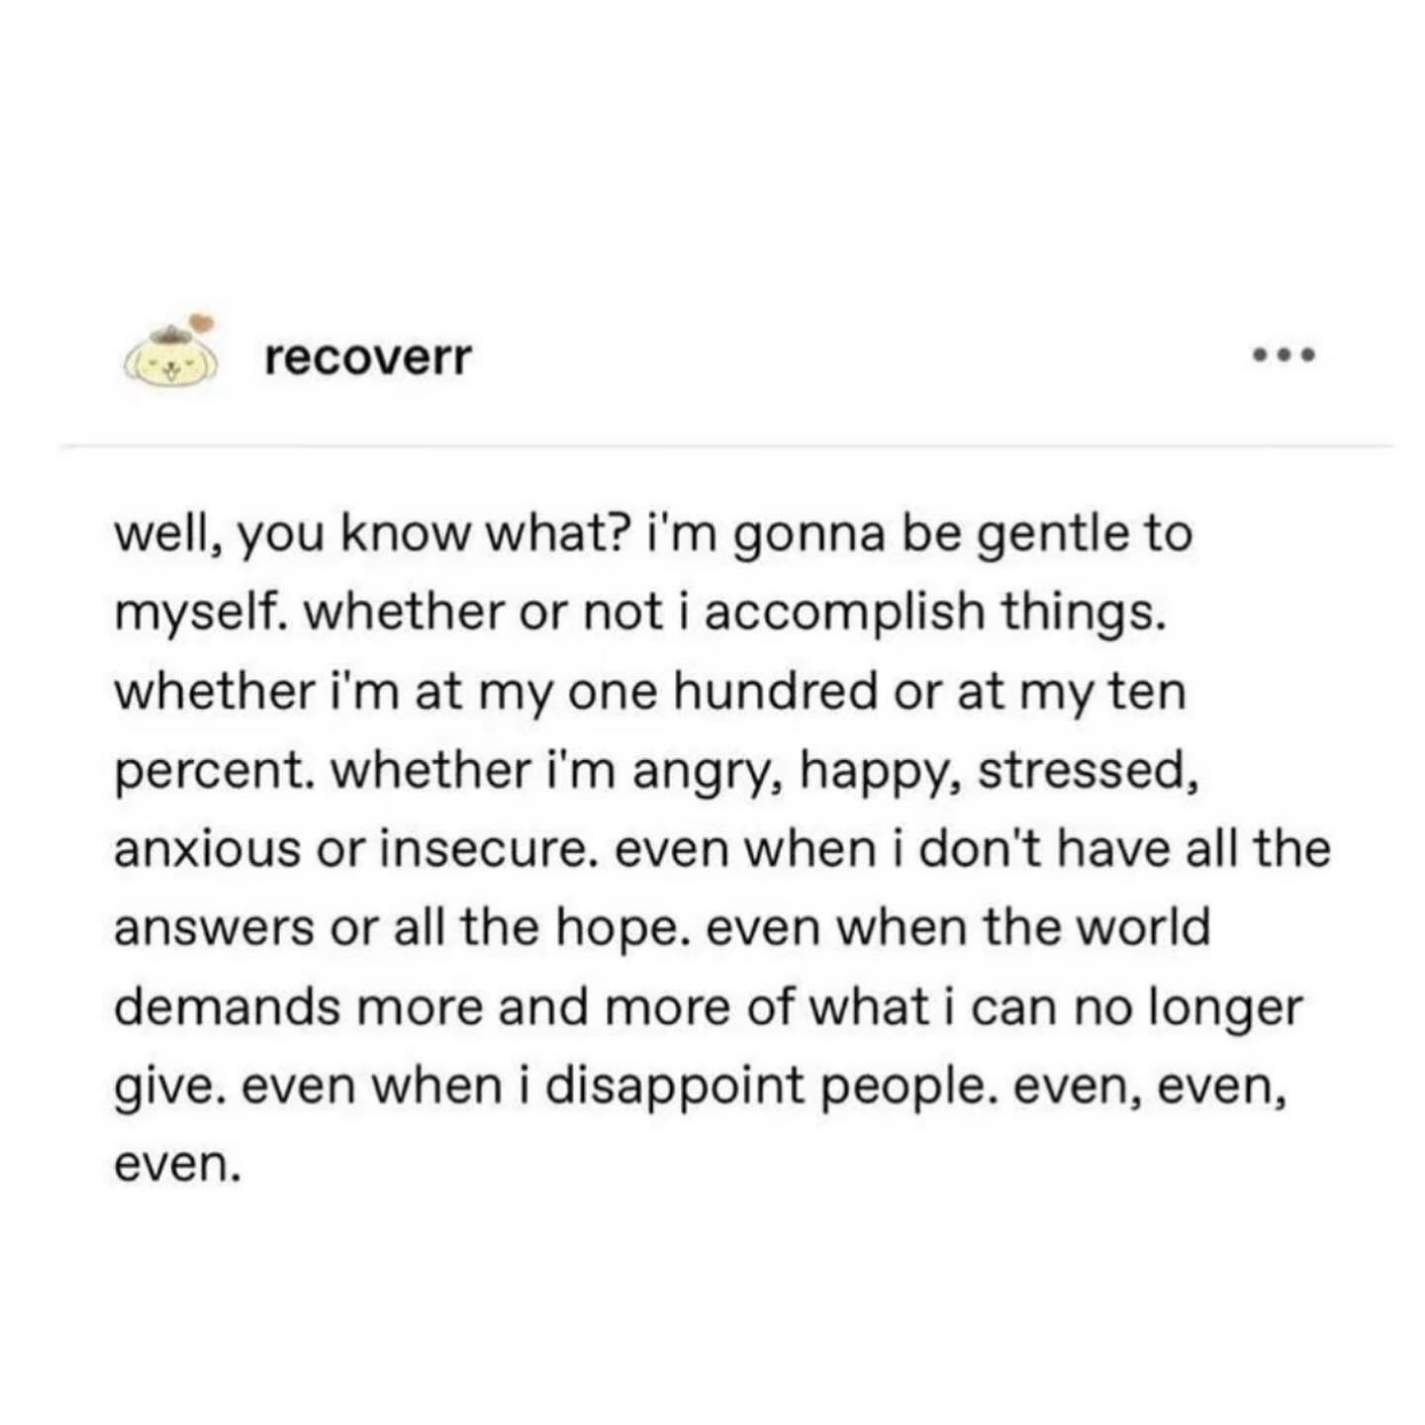 recoverr
well, you know what? i'm gonna be gentle to
myself. whether or not i accomplish things.
whether i'm at my one hundred or at my ten
percent. whether i'm angry, happy, stressed,
anxious or insecure. even when i don't have all the
answers or all the hope. even when the world
demands more and more of what i can no longer
give. even when i disappoint people. even, even,
even.